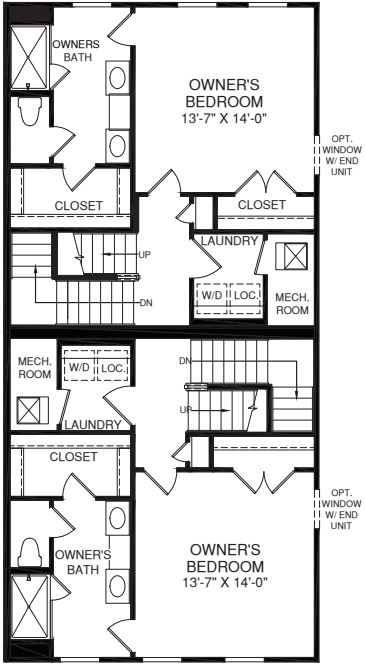 OWNERS
BATH
OWNER'S
BEDROOM
13'-7" X 14'-0"
OPT.
WINDOW
W/ END
UNIT
CLOSET
CLOSET
LAUNDRY
UP
W/D
LOC.
MECH.
ROOM
DN
MECH.
ROOM
W/D
LOC.
DN
UP
LAUNDRY
CLOSET
OPT.
WINDOW
W/ END
UNIT
OWNER'S
BATH
OWNER'S
BEDROOM
13'-7" X 14'-0"